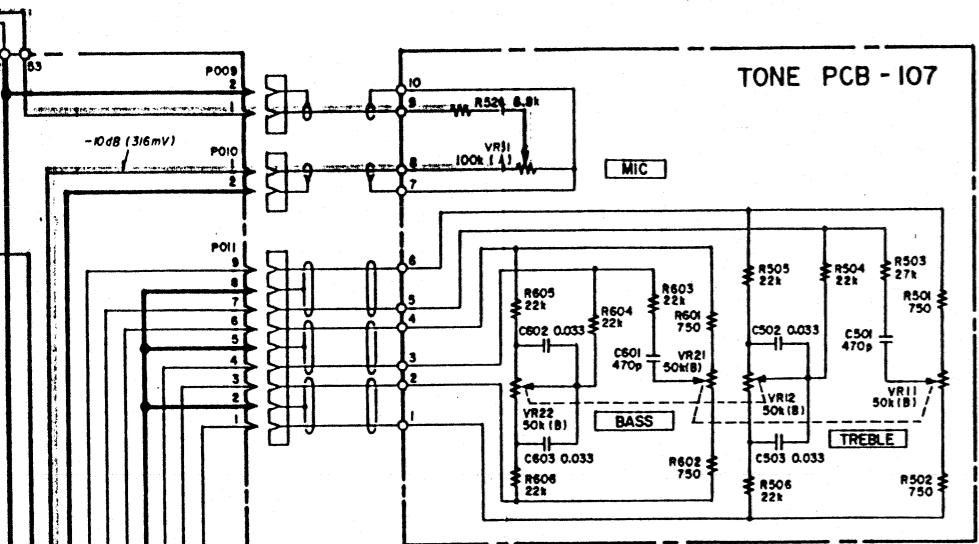 53
P009
2
1
10
9
R521 8.8k
TONE PCB - 107
-10dB (316mV)
P010
1
2
8
7
VR31
100k
MIC
P011
9
8
7
6
5
4
3
2
1
6
5
4
3
2
1
R605
22k
R604
22k
R603
22k
R601
750
C602 0.033
C601
470p
VR21
50k(B)
VR22
50k(B)
C603 0.033
R606
22k
R602
750
BASS
R505
22k
R504
22k
R503
27k
R501
750
C502 0.033
C501
470p
VR12
50k(B)
VR11
50k(B)
C503 0.033
TREBLE
R506
22k
R502
750